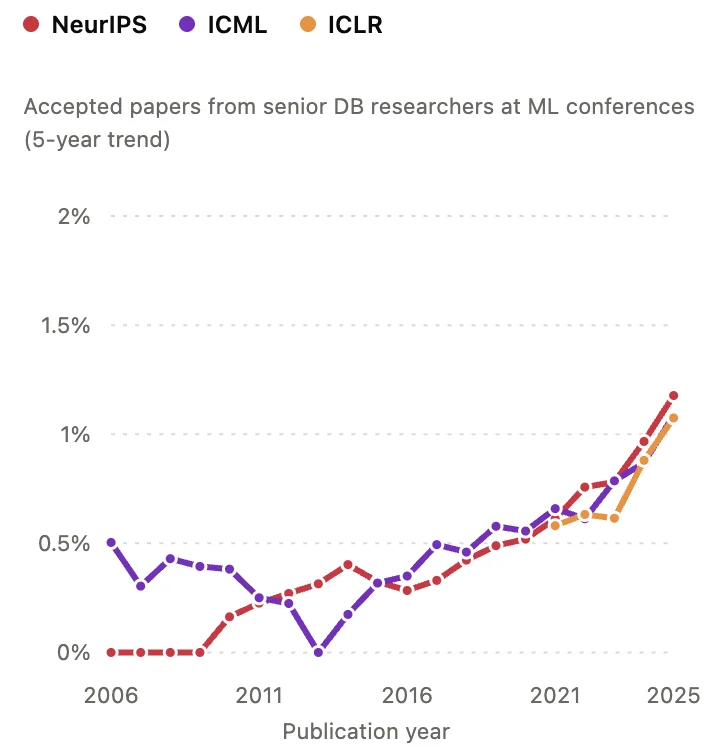 NeurIPS ICML ICLR
Accepted papers from senior DB researchers at ML conferences
(5-year trend)
2%
1.5%
1%
0.5%
0%
2006 2011 2016 2021 2025
Publication year